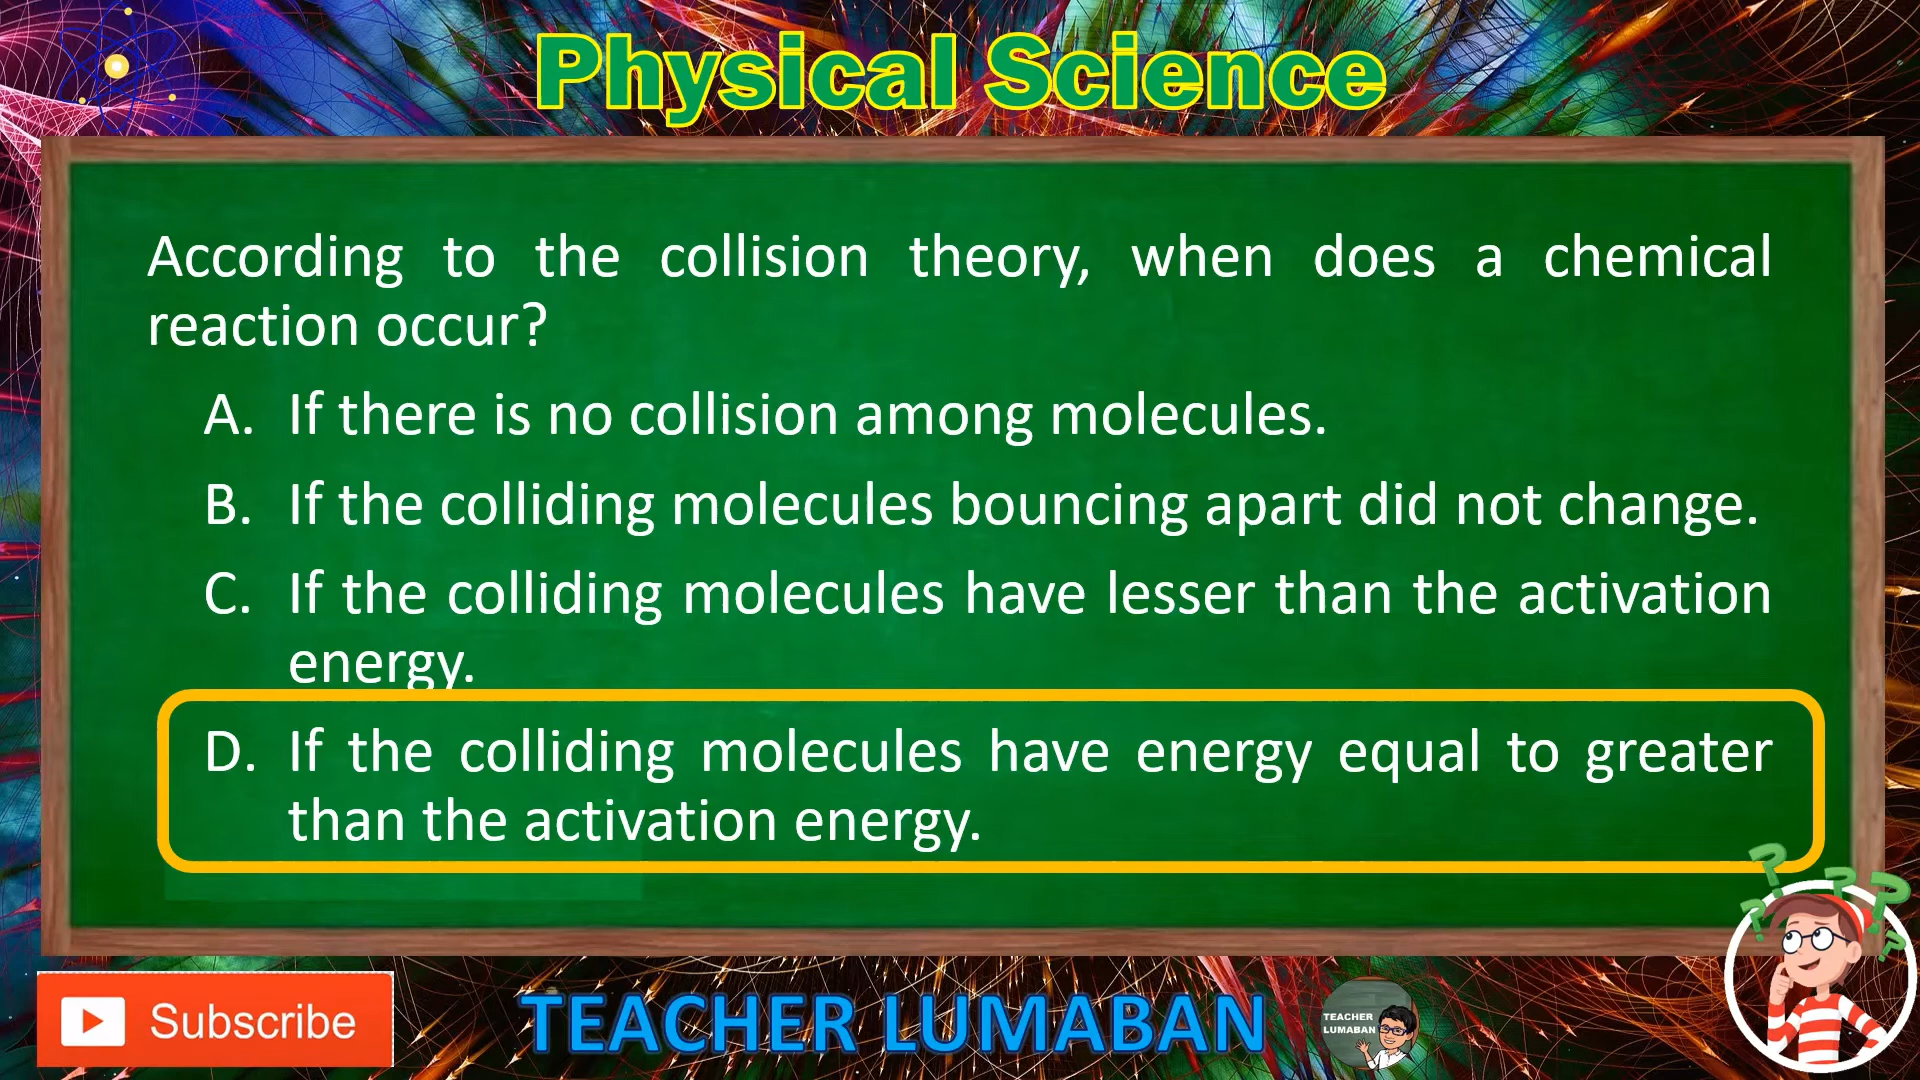 Physical Science
According to the collision theory, when does a chemical
reaction occur?
A. If there is no collision among molecules.
B. If the colliding molecules bouncing apart did not change.
C. If the colliding molecules have lesser than the activation
energy.
D. If the colliding molecules have energy equal to greater
than the activation energy.
Subscribe
TEACHER LUMABAN
TEACHER
LUMABAN